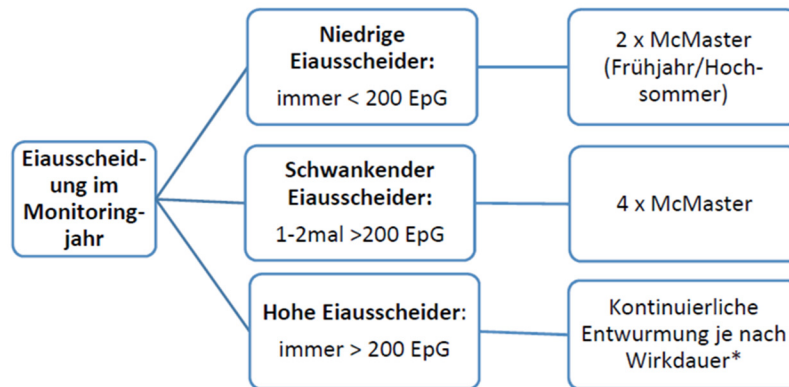 Eiausscheid-
ung im
Monitoring-
jahr
Niedrige
Eiausscheider:
immer < 200 EpG
2 x McMaster
(Frühjahr/Hoch-
sommer)
Schwankender
Eiausscheider:
1-2mal >200 EpG
4 x McMaster
Hohe Eiausscheider:
immer > 200 EpG
Kontinuierliche
Entwurmung je nach
Wirkdauer*